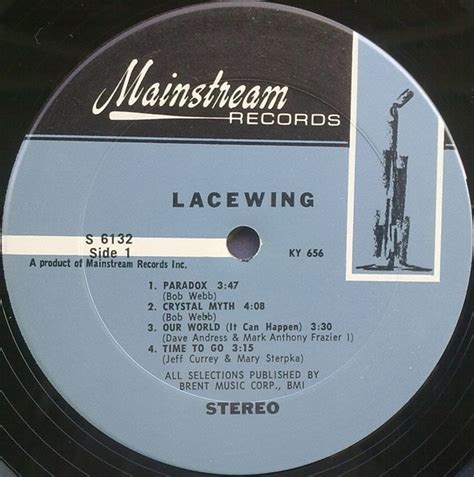 Mainstream
RECORDS
LACEWING
S 6132
Side 1
KY 656
A product of Mainstream Records Inc.
1. PARADOX 3:47
(Bob Webb)
2. CRYSTAL MYTH 4:08
(Bob Webb)
3. OUR WORLD (It Can Happen) 3:30
(Dave Andress & Mark Anthony Frazier I)
4. TIME TO GO 3:15
(Jeff Currey & Mary Sterpka)
ALL SELECTIONS PUBLISHED BY
BRENT MUSIC CORP., BMI
STEREO